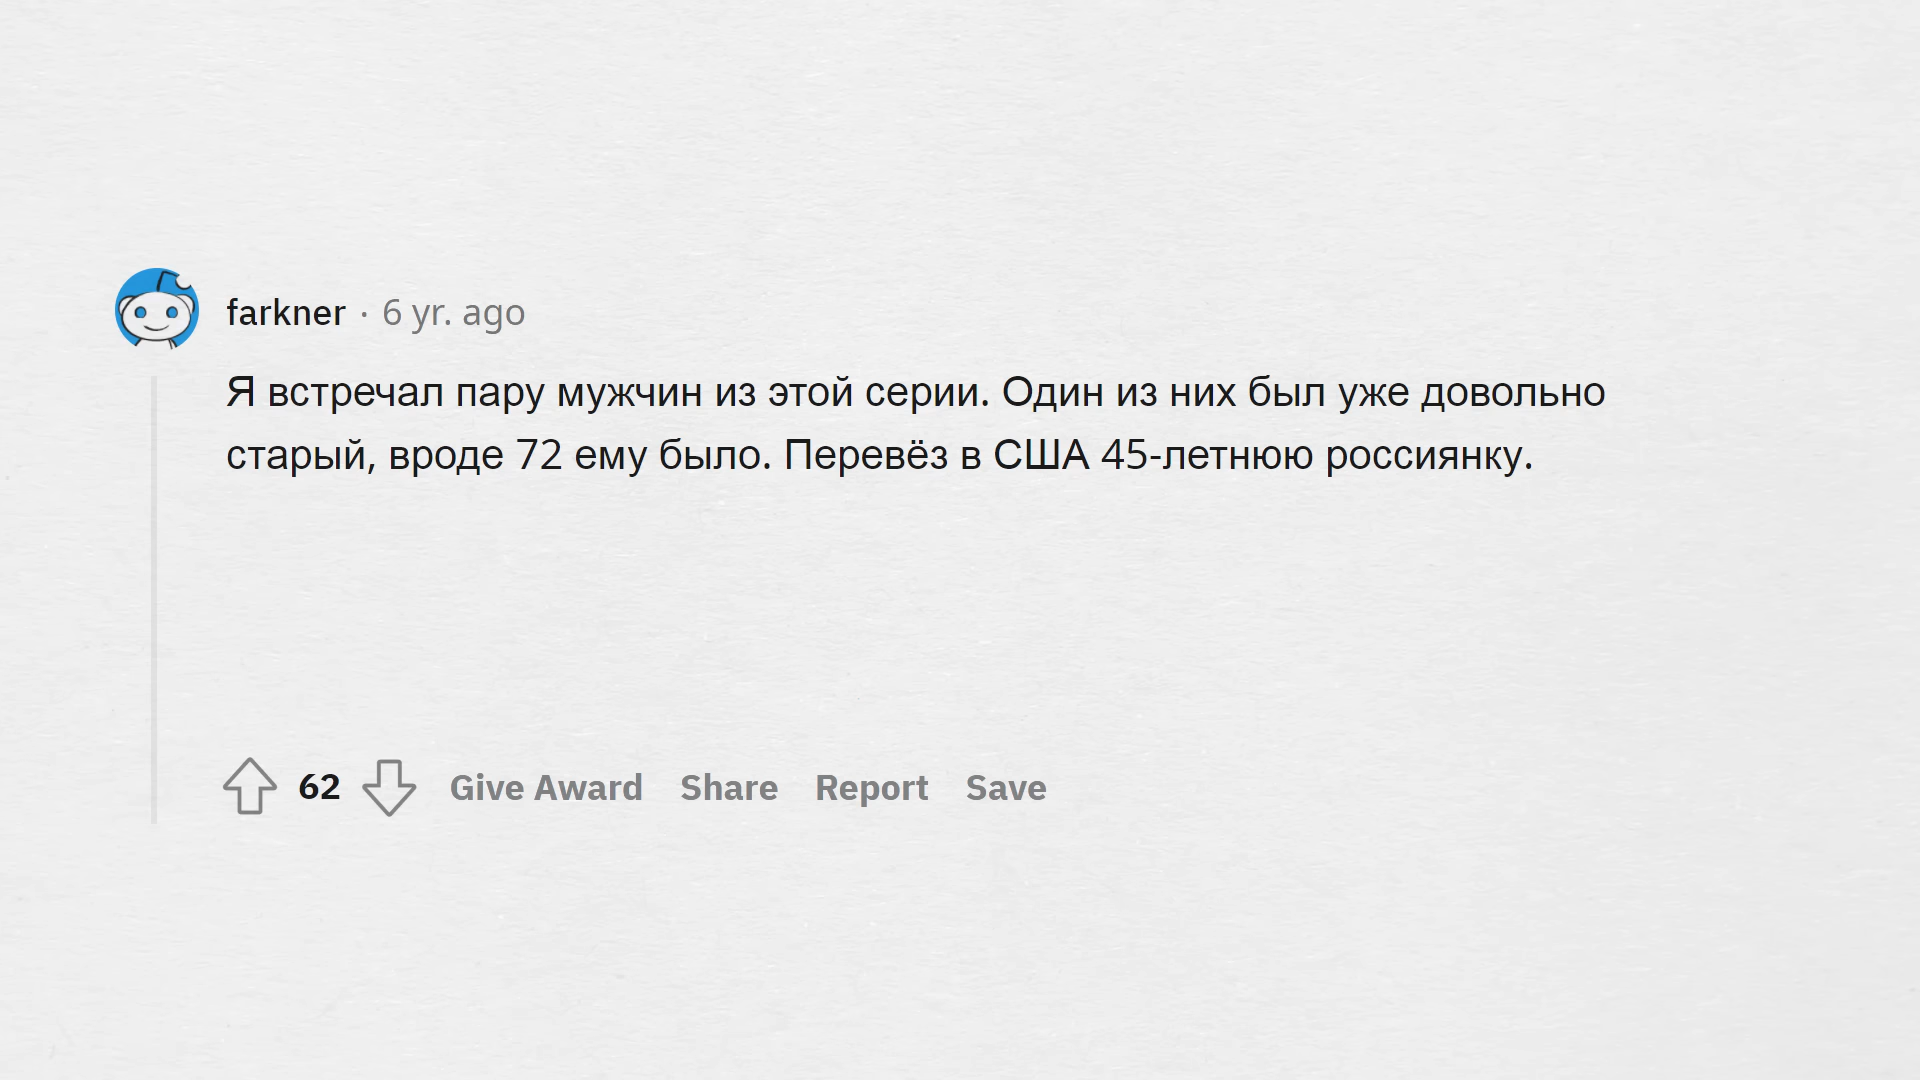 farkner · 6 yr. ago
Я встречал пару мужчин из этой серии. Один из них был уже довольно
старый, вроде 72 ему было. Перевёз в США 45-летнюю россиянку.
62 Give Award Share Report Save